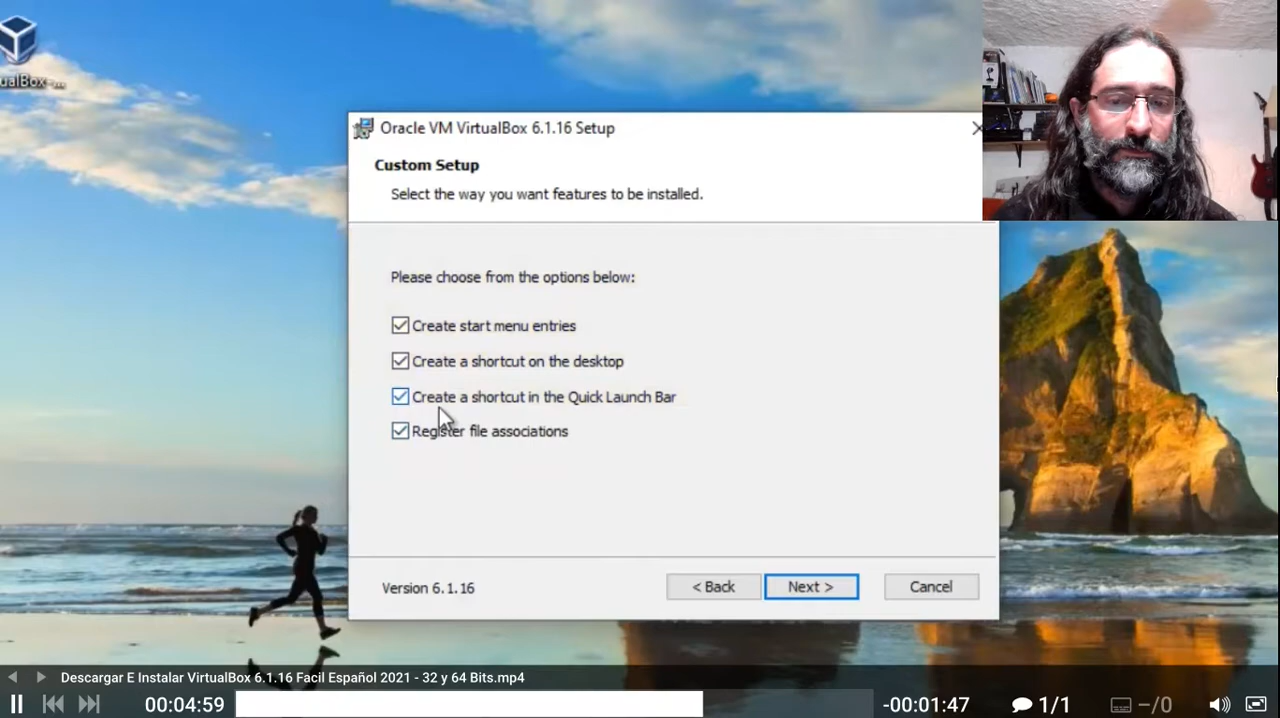 ualBox-...
Oracle VM VirtualBox 6.1.16 Setup
Custom Setup
Select the way you want features to be installed.
Please choose from the options below:
Create start menu entries
Create a shortcut on the desktop
Create a shortcut in the Quick Launch Bar
Register file associations
Version 6.1.16
< Back
Next >
Cancel
Descargar E Instalar VirtualBox 6.1.16 Facil Español 2021 - 32 y 64 Bits.mp4
00:04:59
-00:01:47
1/1
–/0